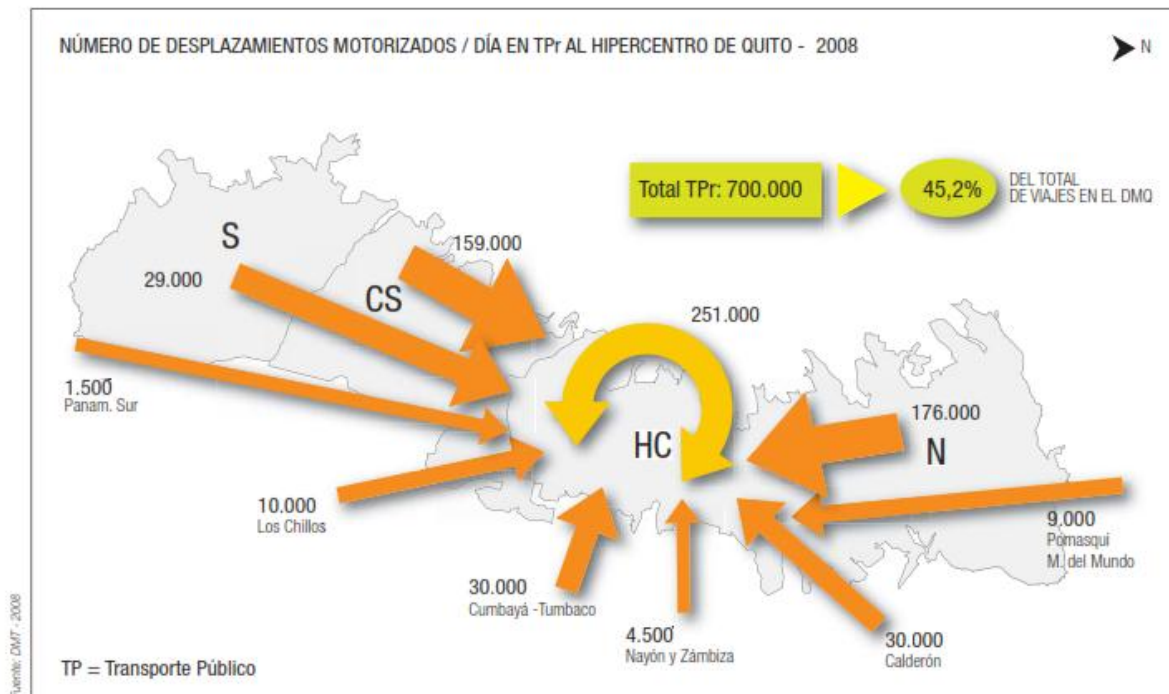 NÚMERO DE DESPLAZAMIENTOS MOTORIZADOS / DÍA EN TPr AL HIPERCENTRO DE QUITO - 2008
N
Total TPr: 700.000
45,2%
DEL TOTAL
DE VIAJES EN EL DMQ
S
159.000
29.000
CS
251.000
1.500
Panam. Sur
176.000
HC
N
10.000
Los Chillos
9.000
Pomasqui
M. del Mundo
30.000
Cumbayá -Tumbaco
4.500
Nayón y Zámbiza
30.000
Calderón
TP = Transporte Público
Fuente: DMT - 2008